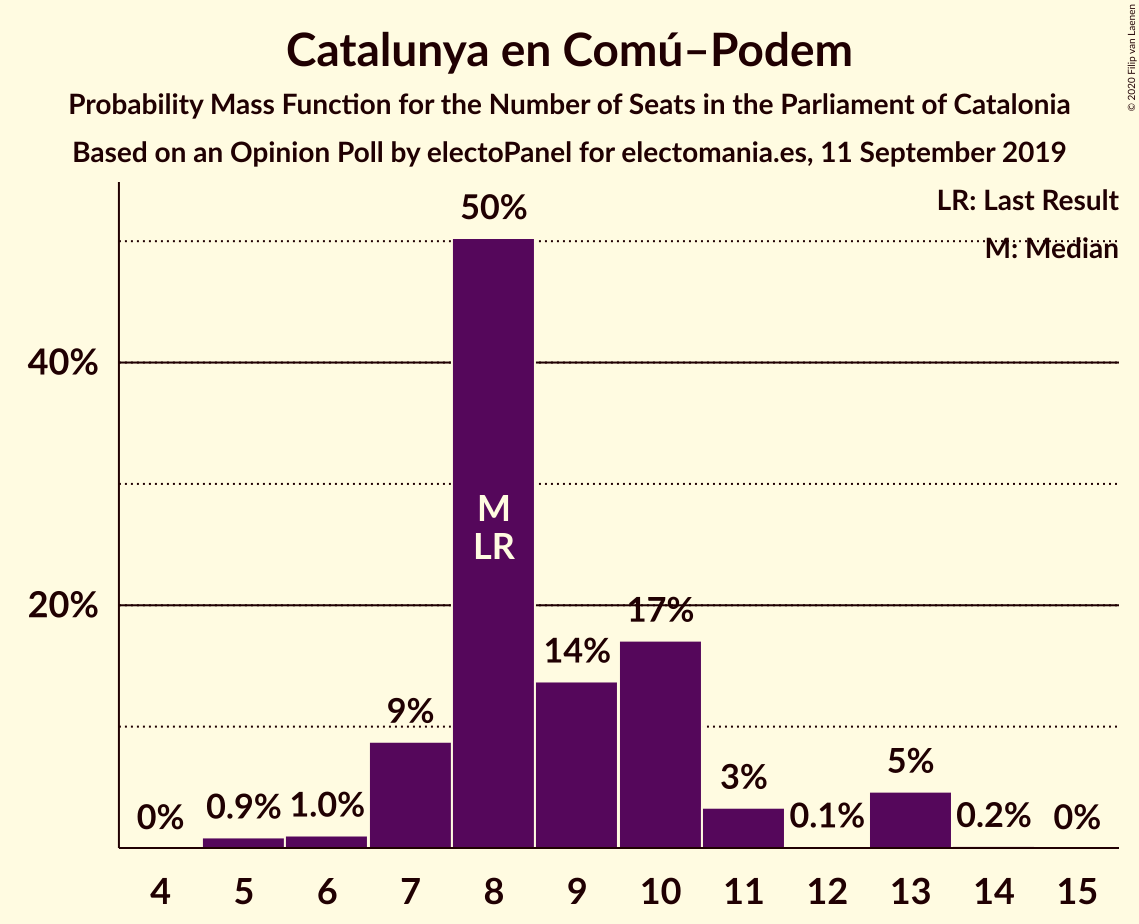 Catalunya en Comú–Podem
Probability Mass Function for the Number of Seats in the Parliament of Catalonia
Based on an Opinion Poll by electoPanel for electomania.es, 11 September 2019
© 2020 Filip van Laenen
LR: Last Result
M: Median
50%
40%
M
LR
20%
17%
14%
9%
5%
3%
0%
0.9%
1.0%
0.1%
0.2%
0%
4 5 6 7 8 9 10 11 12 13 14 15